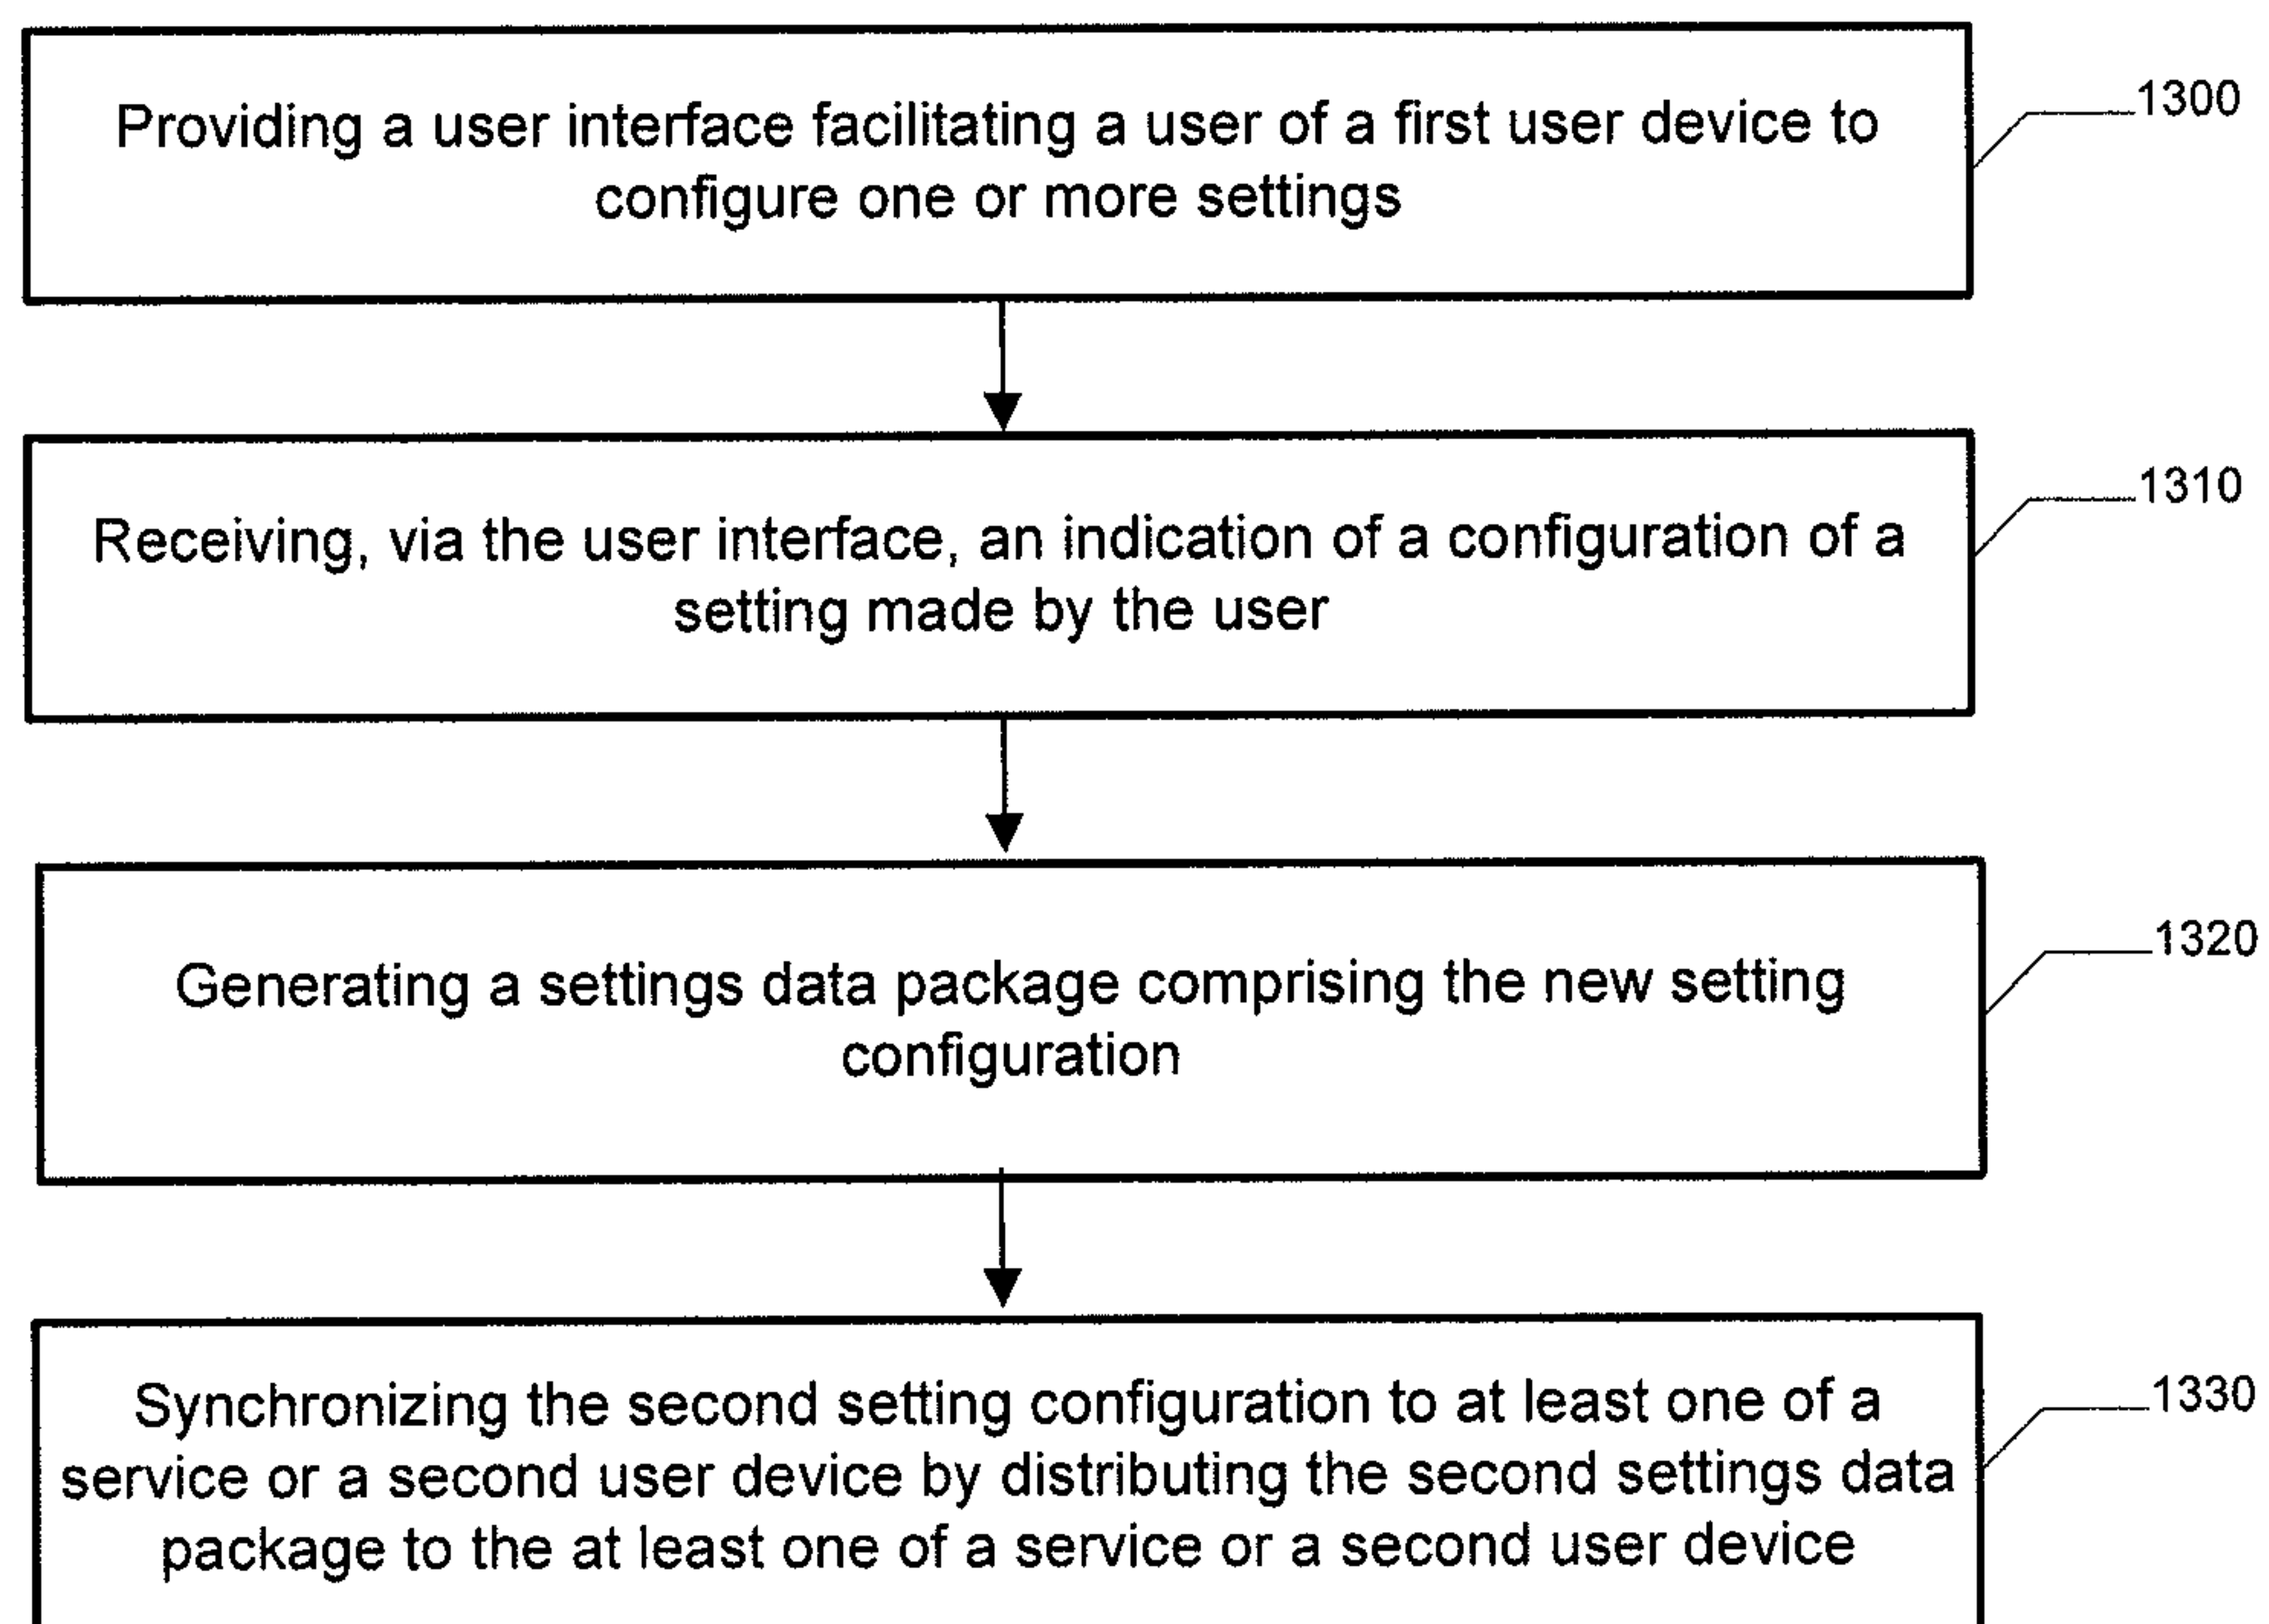 Providing a user interface facilitating a user of a first user device to
configure one or more settings
1300
Receiving, via the user interface, an indication of a configuration of a
setting made by the user
1310
Generating a settings data package comprising the new setting
configuration
1320
Synchronizing the second setting configuration to at least one of a
service or a second user device by distributing the second settings data
package to the at least one of a service or a second user device
1330